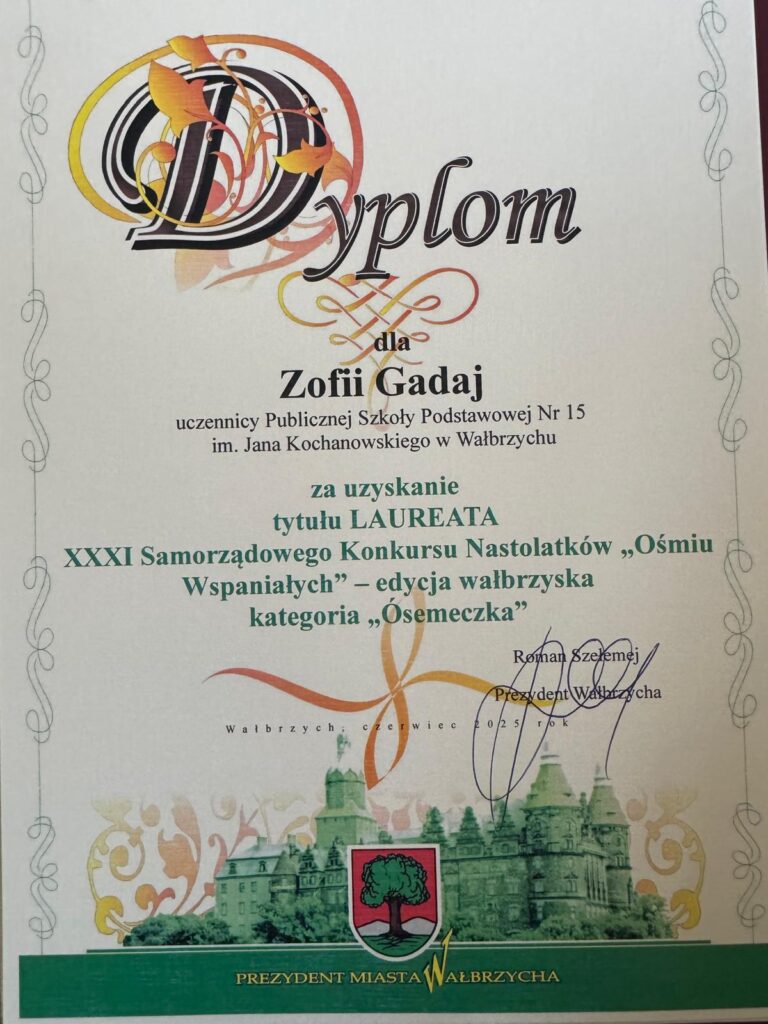 Dyplom
dla
Zofii Gadaj
uczennicy Publicznej Szkoły Podstawowej Nr 15
im. Jana Kochanowskiego w Wałbrzychu
za uzyskanie
tytułu LAUREATA
XXXI Samorządowego Konkursu Nastolatków „Ośmiu
Wspaniałych” – edycja wałbrzyska
kategoria „Ósemeczka”
Roman Szełemej
Prezydent Wałbrzycha
Wałbrzych, czerwiec 2025 rok
PREZYDENT MIASTA WAŁBRZYCHA